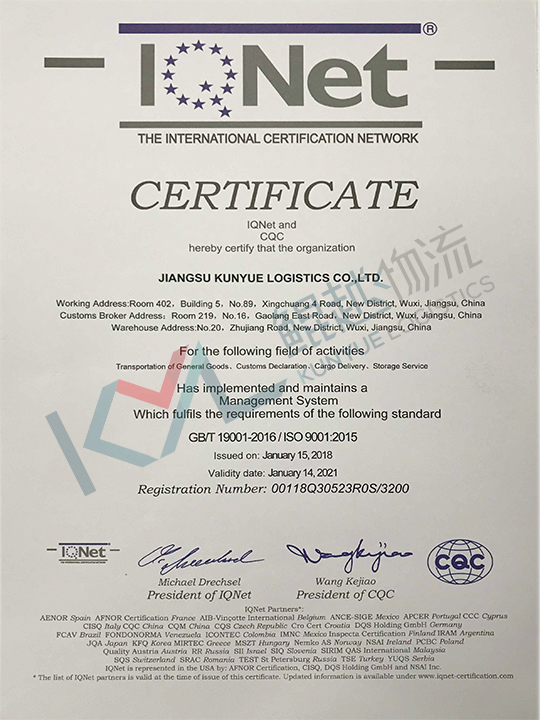 IQNet®
THE INTERNATIONAL CERTIFICATION NETWORK
CERTIFICATE
IQNet and
CQC
hereby certify that the organization
JIANGSU KUNYUE LOGISTICS CO.,LTD.
Working Address:Room 402, Building 5, No.89, Xingchuang 4 Road, New District, Wuxi, Jiangsu, China
Customs Broker Address: Room 219, No.16, Gaolang East Road, New District, Wuxi, Jiangsu, China
Warehouse Address:No.20, Zhujiang Road, New District, Wuxi, Jiangsu, China
鲲越物流
KUNYUE LOGISTICS
For the following field of activities
Transportation of General Goods, Customs Declaration, Cargo Delivery, Storage Service
Has implemented and maintains a
Management System
Which fulfils the requirements of the following standard
GB/T 19001-2016 / ISO 9001:2015
Issued on: January 15, 2018
Validity date: January 14, 2021
Registration Number: 00118Q30523R0S/3200
IQNet
THE INTERNATIONAL CERTIFICATION NETWORK
CQC
Michael Drechsel
President of IQNet
Wang Kejiao
President of CQC
IQNet Partners*:
AENOR Spain AFNOR Certification France AIB-Vinçotte International Belgium ANCE-SIGE Mexico APCER Portugal CCC Cyprus
CISQ Italy CQC China CQM China CQS Czech Republic Cro Cert Croatia DQS Holding GmbH Germany
FCAV Brazil FONDONORMA Venezuela ICONTEC Colombia IMNC Mexico Inspecta Certification Finland IRAM Argentina
JQA Japan KFQ Korea MIRTEC Greece MSZT Hungary Nemko AS Norway NSAI Ireland PCBC Poland
Quality Austria Austria RR Russia SII Israel SIQ Slovenia SIRIM QAS International Malaysia
SQS Switzerland SRAC Romania TEST St Petersburg Russia TSE Turkey YUQS Serbia
IQNet is represented in the USA by: AFNOR Certification, CISQ, DQS Holding GmbH and NSAI Inc.
* The list of IQNet partners is valid at the time of issue of this certificate. Updated information is available under www.iqnet-certification.com